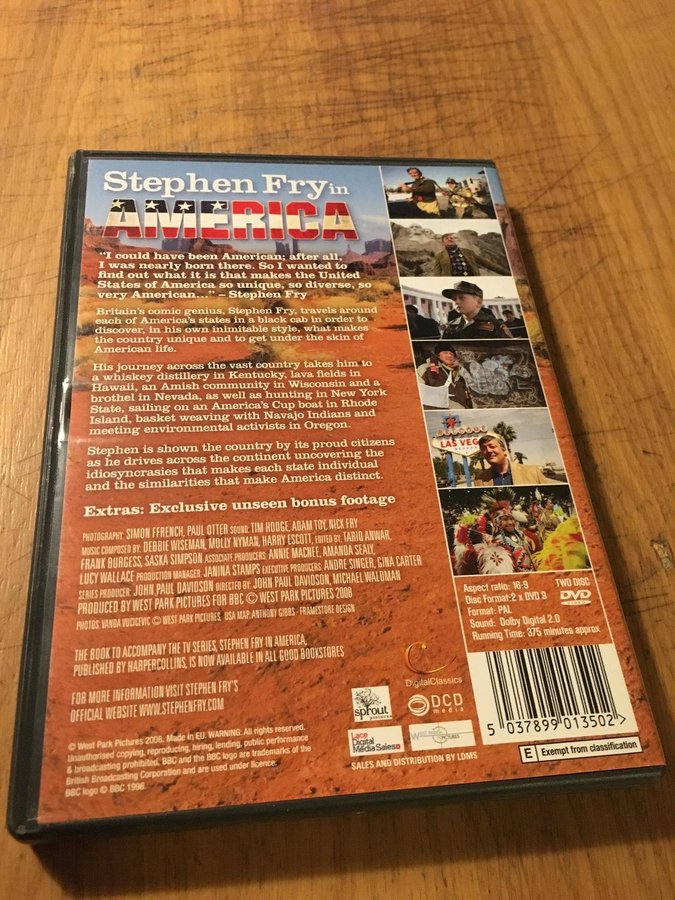 Stephen Fry in
AMERICA
"I could have been American; after all,
I was nearly born there. So I wanted to
find out what it is that makes the United
States of America so unique, so diverse, so
very American..." – Stephen Fry
Britain's comic genius, Stephen Fry, travels around
each of America's states in a black cab in order to
discover, in his own inimitable style, what makes
the country unique and to get under the skin of
American life.
His journey across the vast country takes him to
a whiskey distillery in Kentucky, lava fields in
Hawaii, an Amish community in Wisconsin and a
brothel in Nevada, as well as hunting in New York
State, sailing on an America's Cup boat in Rhode
Island, basket weaving with Navajo Indians and
meeting environmental activists in Oregon.
Stephen is shown the country by its proud citizens
as he drives across the continent uncovering the
idiosyncrasies that makes each state individual
and the similarities that make America distinct.
Extras: Exclusive unseen bonus footage
PHOTOGRAPHY: SIMON FFRENCH, PAUL OTTER SOUND: TIM HODGE, ADAM TOY, NICK FRY
MUSIC COMPOSED BY: DEBBIE WISEMAN, MOLLY NYMAN, HARRY ESCOTT, EDITED BY: TARIQ ANWAR,
FRANK BURGESS, SASKA SIMPSON ASSOCIATE PRODUCERS: ANNIE MACNEE, AMANDA SEALY,
LUCY WALLACE PRODUCTION MANAGER: JANINA STAMPS EXECUTIVE PRODUCERS: ANDRE SINGER, GINA CARTER
SERIES PRODUCER: JOHN PAUL DAVIDSON DIRECTED BY: JOHN PAUL DAVIDSON, MICHAEL WALDMAN
PRODUCED BY WEST PARK PICTURES FOR BBC © WEST PARK PICTURES 2008
PHOTOS: VANDA VUCICEVIC © WEST PARK PICTURES, USA MAP: ANTHONY GIBBS - FRAMESTORE DESIGN
THE BOOK TO ACCOMPANY THE TV SERIES, STEPHEN FRY IN AMERICA,
PUBLISHED BY HARPERCOLLINS, IS NOW AVAILABLE IN ALL GOOD BOOKSTORES
FOR MORE INFORMATION VISIT STEPHEN FRY'S
OFFICIAL WEBSITE WWW.STEPHENFRY.COM
© West Park Pictures 2008. Made in EU. WARNING: All rights reserved.
Unauthorised copying, reproducing, hiring, lending, public performance
& broadcasting prohibited. BBC and the BBC logo are trademarks of the
British Broadcasting Corporation and are used under licence.
BBC logo © BBC 1996
LAS VEGAS
Aspect ratio: 16-9
Disc Format: 2 x DVD 9
Format: PAL
Sound: Dolby Digital 2.0
Running Time: 375 minutes approx
TWO DISC
DVD
DigitalClassics
sprout
pictures
DCD
media
Lace
Digital
Media Sales
WEST PARK PICTURES
SALES AND DISTRIBUTION BY LDMS
5 037899 013502 >
E Exempt from classification